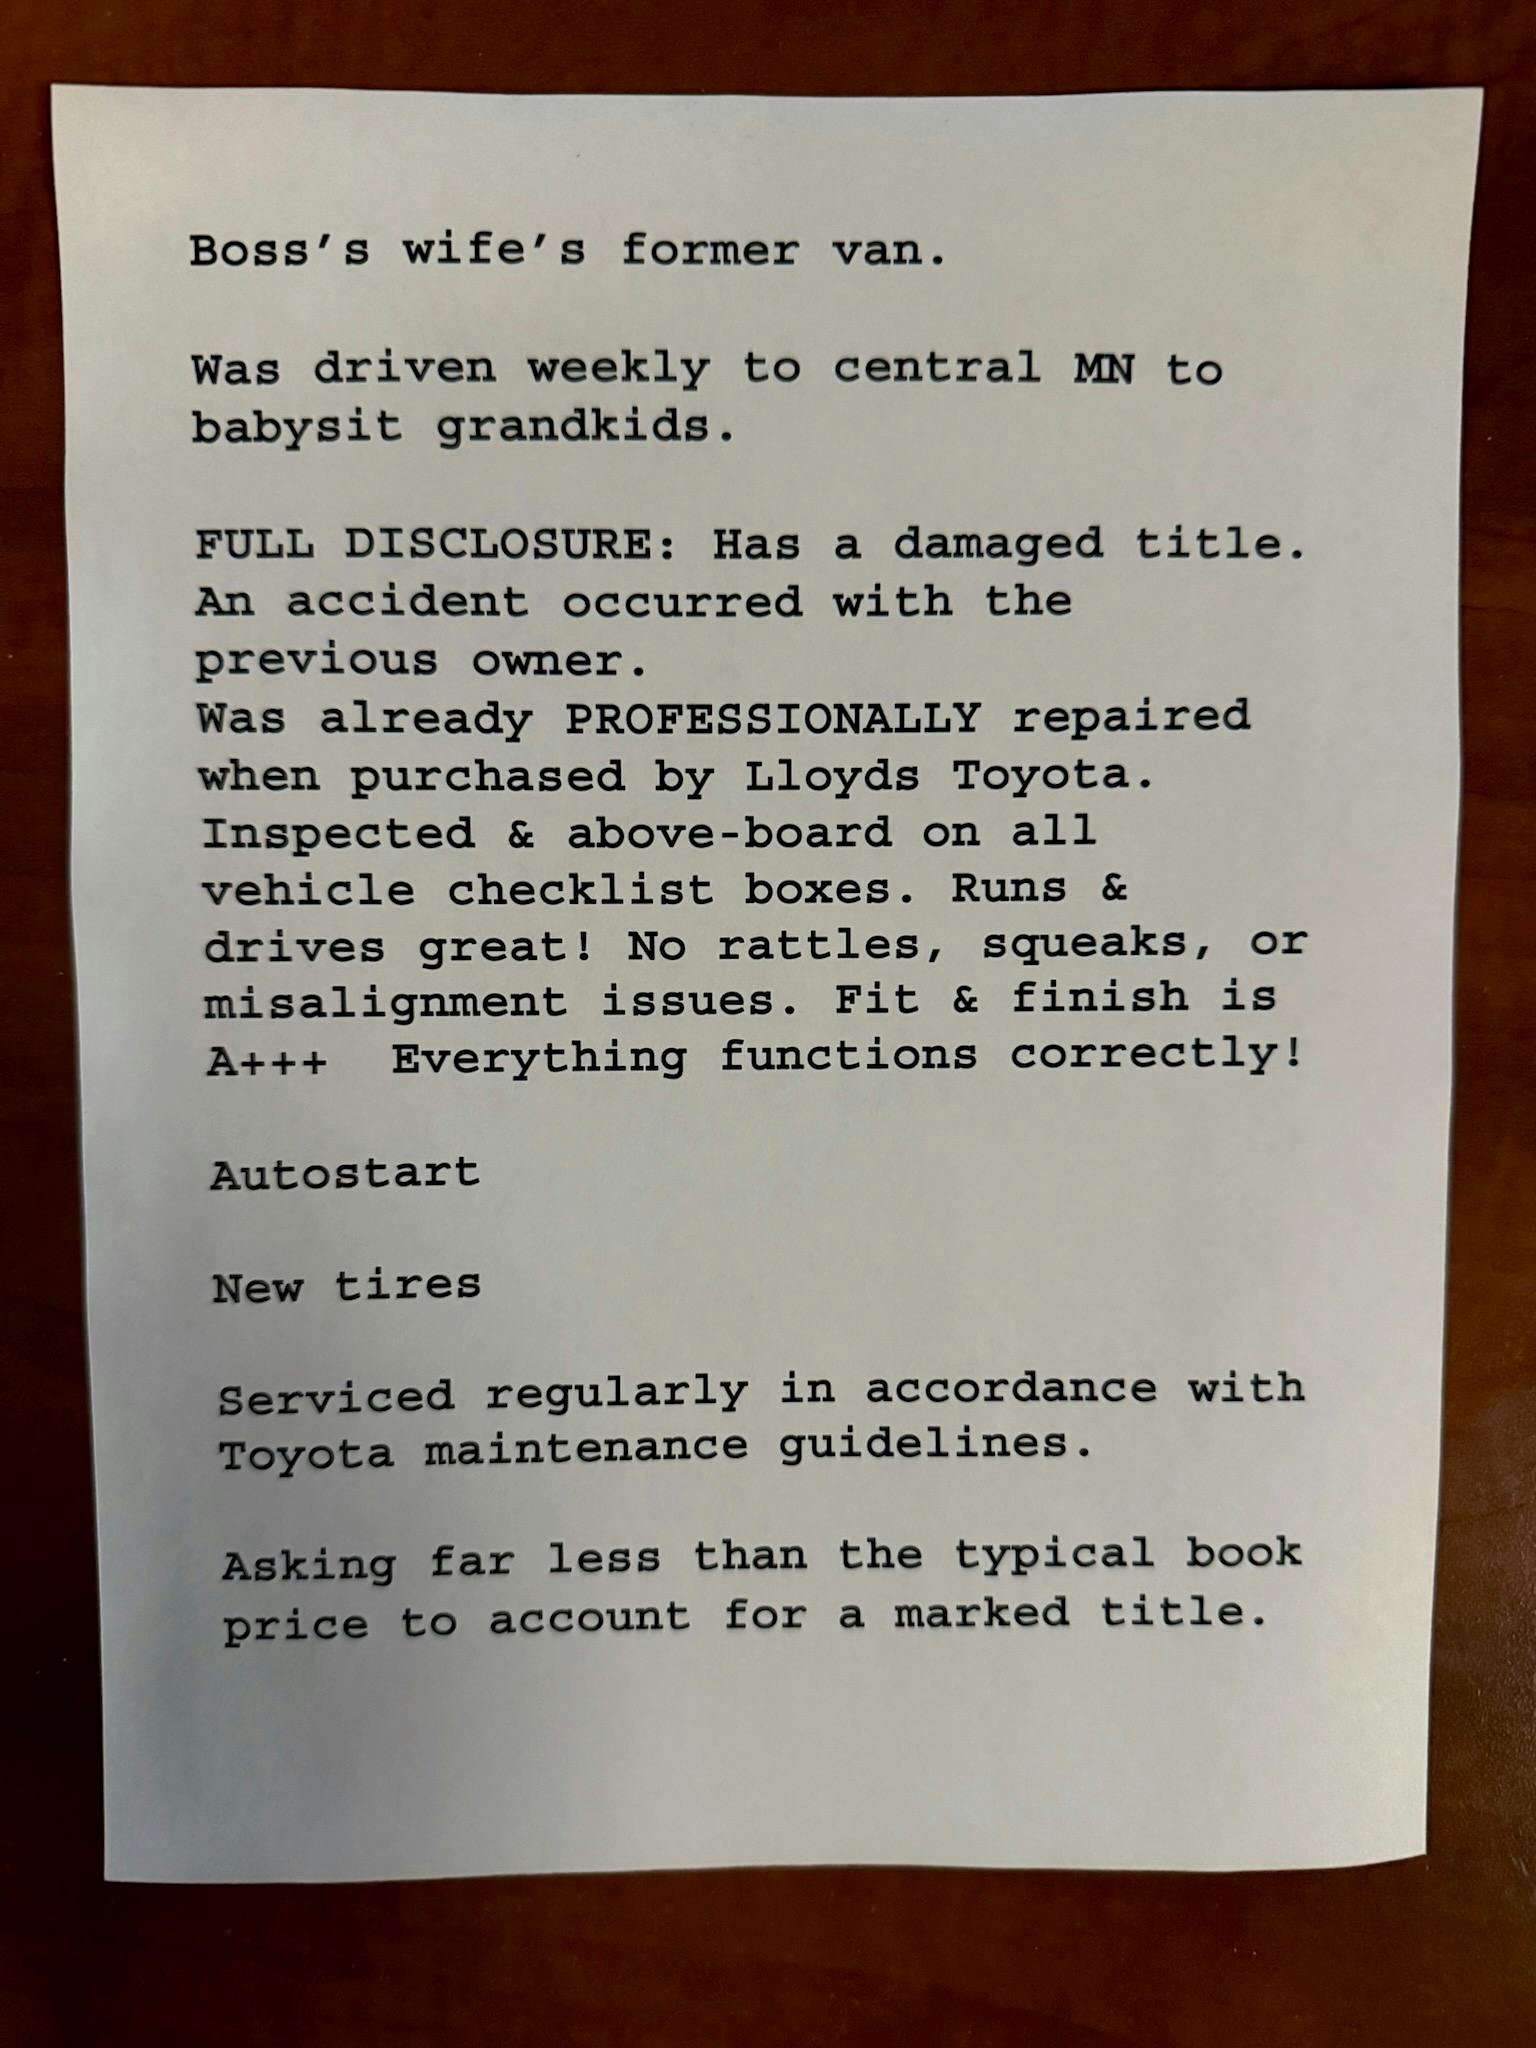 Boss’s wife’s former van.
Was driven weekly to central MN to
babysit grandkids.
FULL DISCLOSURE: Has a damaged title.
An accident occurred with the
previous owner.
Was already PROFESSIONALLY repaired
when purchased by Lloyds Toyota.
Inspected & above-board on all
vehicle checklist boxes. Runs &
drives great! No rattles, squeaks, or
misalignment issues. Fit & finish is
A+++  Everything functions correctly!
Autostart
New tires
Serviced regularly in accordance with
Toyota maintenance guidelines.
Asking far less than the typical book
price to account for a marked title.